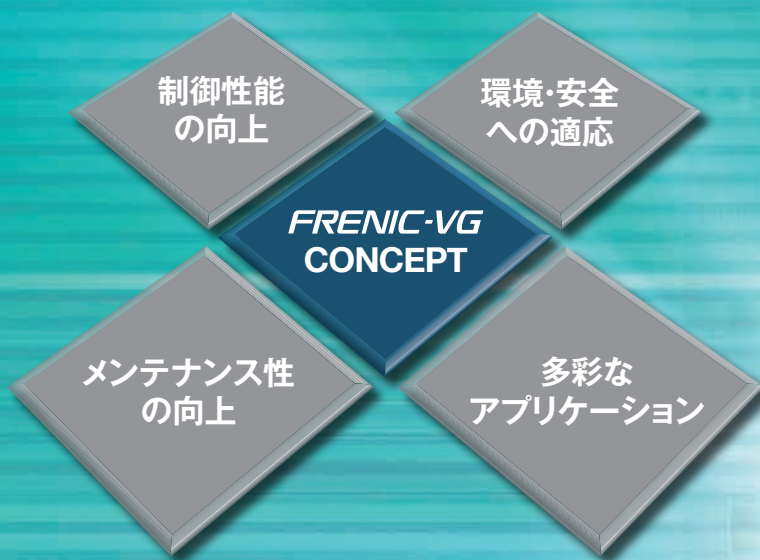 制御性能
の向上
環境・安全
への適応
FRENIC-VG
CONCEPT
メンテナンス性
の向上
多彩な
アプリケーション